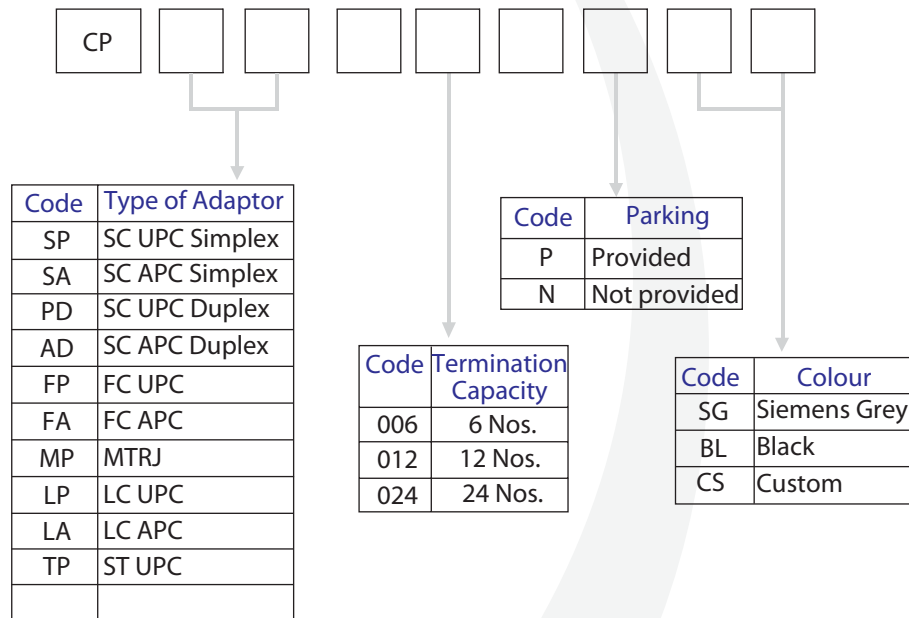 CP
Code Type of Adaptor
SP SC UPC Simplex
SA SC APC Simplex
PD SC UPC Duplex
AD SC APC Duplex
FP FC UPC
FA FC APC
MP MTRJ
LP LC UPC
LA LC APC
TP ST UPC
Code Termination
Capacity
006 6 Nos.
012 12 Nos.
024 24 Nos.
Code Parking
P Provided
N Not provided
Code Colour
SG Siemens Grey
BL Black
CS Custom